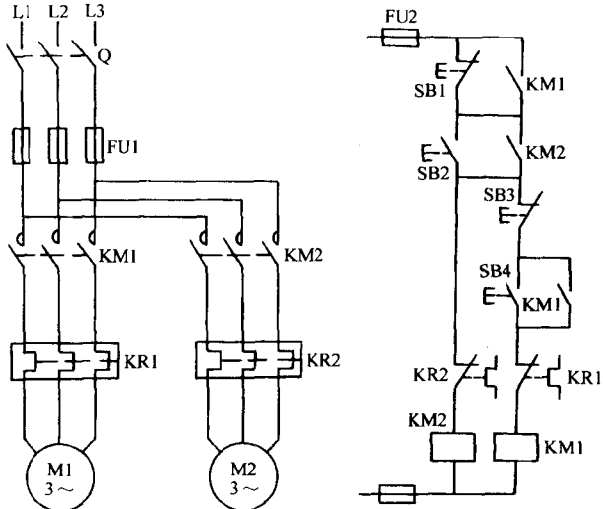 L1 L2 L3
Q
FU1
KM1
KM2
KR1
KR2
M1
3～
M2
3～
FU2
SB1
KM1
SB2
KM2
SB3
SB4
KM1
KR2
KR1
KM2
KM1